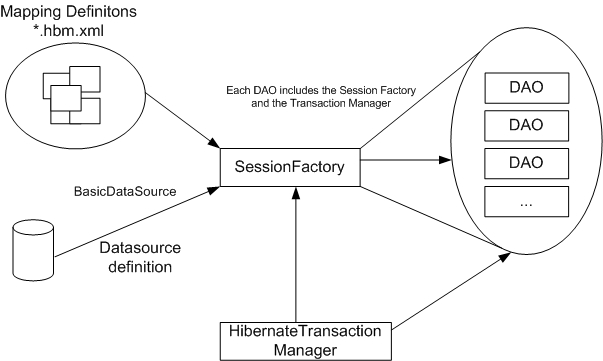 Mapping Definitons
*.hbm.xml
Each DAO includes the Session Factory
and the Transaction Manager
DAO
DAO
DAO
...
SessionFactory
BasicDataSource
Datasource
definition
HibernateTransaction
Manager